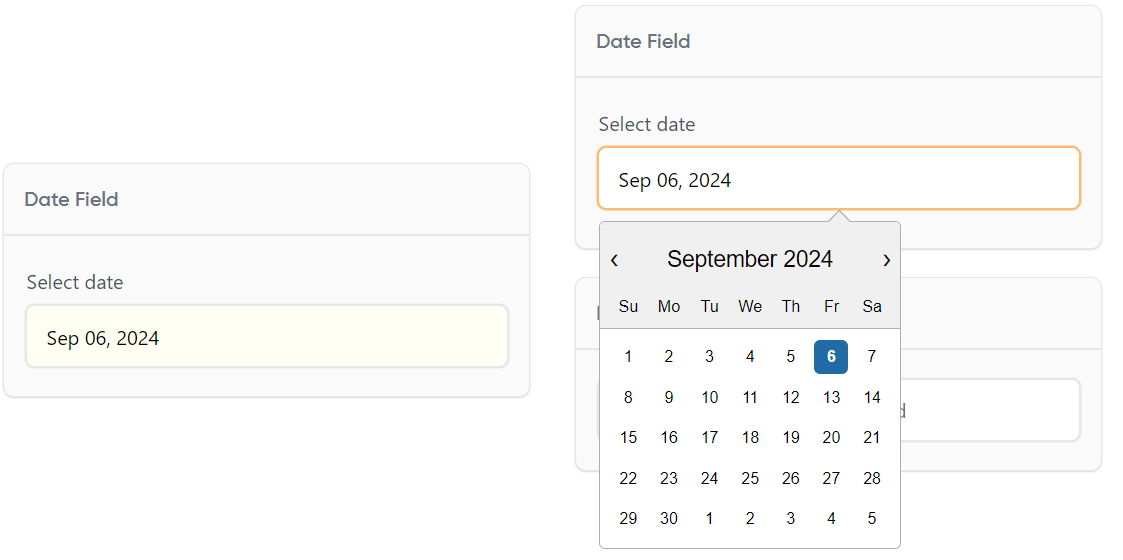 Date Field
Select date
Sep 06, 2024
Date Field
Select date
Sep 06, 2024
‹ September 2024 ›
Su Mo Tu We Th Fr Sa
1 2 3 4 5 6 7
8 9 10 11 12 13 14
15 16 17 18 19 20 21
22 23 24 25 26 27 28
29 30 1 2 3 4 5